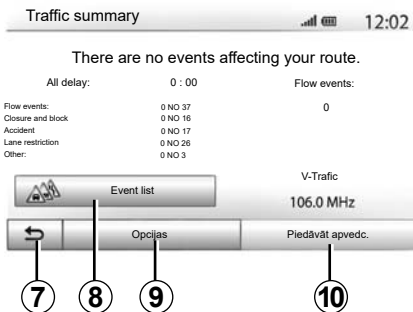 Traffic summary 12:02
There are no events affecting your route.
All delay: 0 : 00 Flow events:
Flow events: 0 NO 37 0
Closure and block 0 NO 16
Accident 0 NO 17
Lane restriction 0 NO 26
Other: 0 NO 3
Event list V-Trafic
106.0 MHz
Opcijas Piedāvāt apvedc.
7 8 9 10